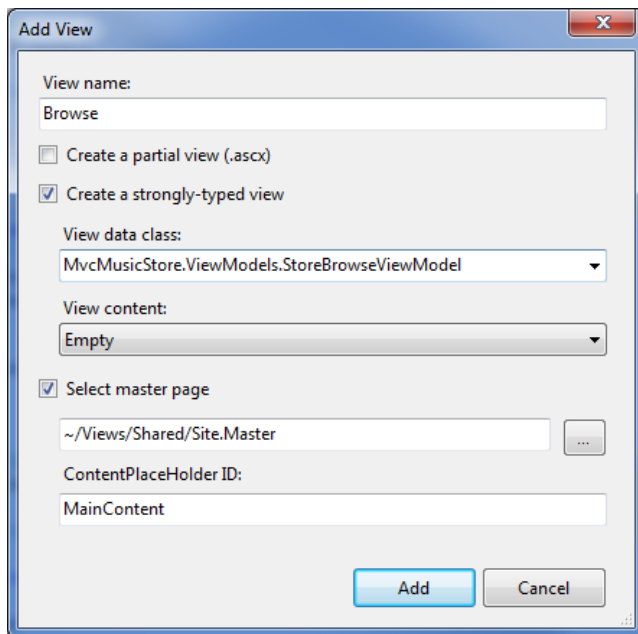 Add View
View name:
Browse
Create a partial view (.ascx)
Create a strongly-typed view
View data class:
MvcMusicStore.ViewModels.StoreBrowseViewModel
View content:
Empty
Select master page
~/Views/Shared/Site.Master
...
ContentPlaceHolder ID:
MainContent
Add Cancel